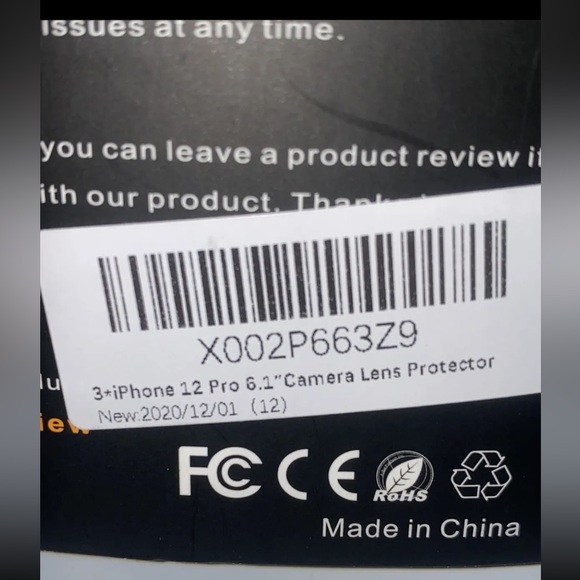 issues at any time.
you can leave a product review
ith our product.
X002P663Z9
3*iPhone 12 Pro 6.1"Camera Lens Protector
New:2020/12/01 (12)
FC CE RoHS
Made in China